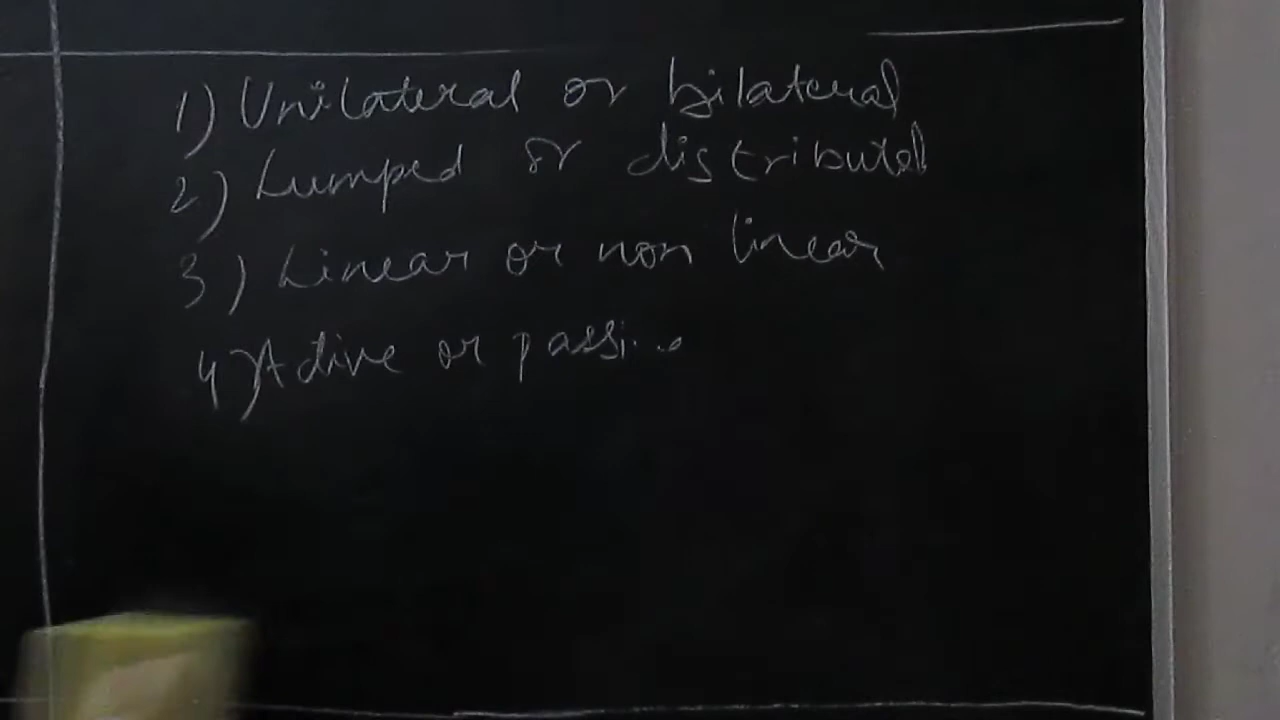 1) Unilateral or bilateral
2) Lumped or distributed
3) Linear or non linear
4) Active or